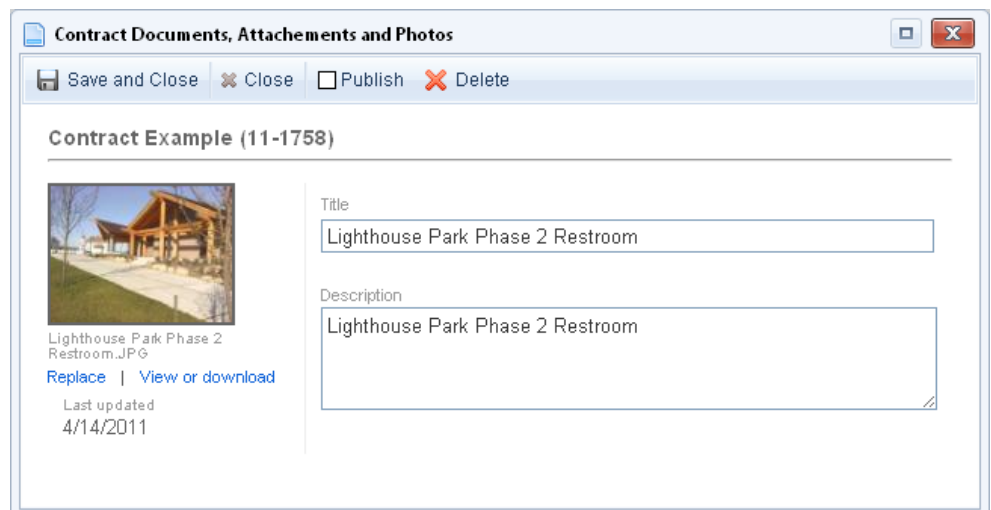 Contract Documents, Attachements and Photos
Save and Close Close Publish Delete
Contract Example (11-1758)
Title
Lighthouse Park Phase 2 Restroom
Description
Lighthouse Park Phase 2 Restroom
Lighthouse Park Phase 2
Restroom.JPG
Replace | View or download
Last updated
4/14/2011